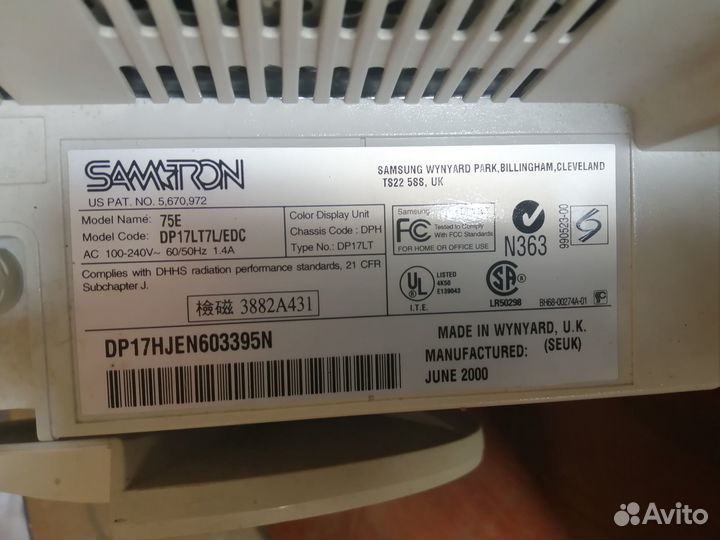 SAMTRON
US PAT. NO. 5,670,972
SAMSUNG WYNYARD PARK,BILLINGHAM,CLEVELAND
TS22 5SS, UK
Model Name: 75E
Model Code: DP17LT7L/EDC
AC 100-240V~ 60/50Hz 1.4A
Color Display Unit
Chassis Code : DPH
Type No.: DP17LT
Samsung
FC Tested to Comply
With FCC Standards
FOR HOME OR OFFICE USE
N363
990523-00
S
Complies with DHHS radiation performance standards, 21 CFR
Subchapter J.
UL LISTED
4K50
E139043
I.T.E.
SA
LR50298
BH68-00274A-01
檢磁 3882A431
DP17HJEN603395N
MADE IN WYNYARD, U.K.
MANUFACTURED: (SEUK)
JUNE 2000
Avito